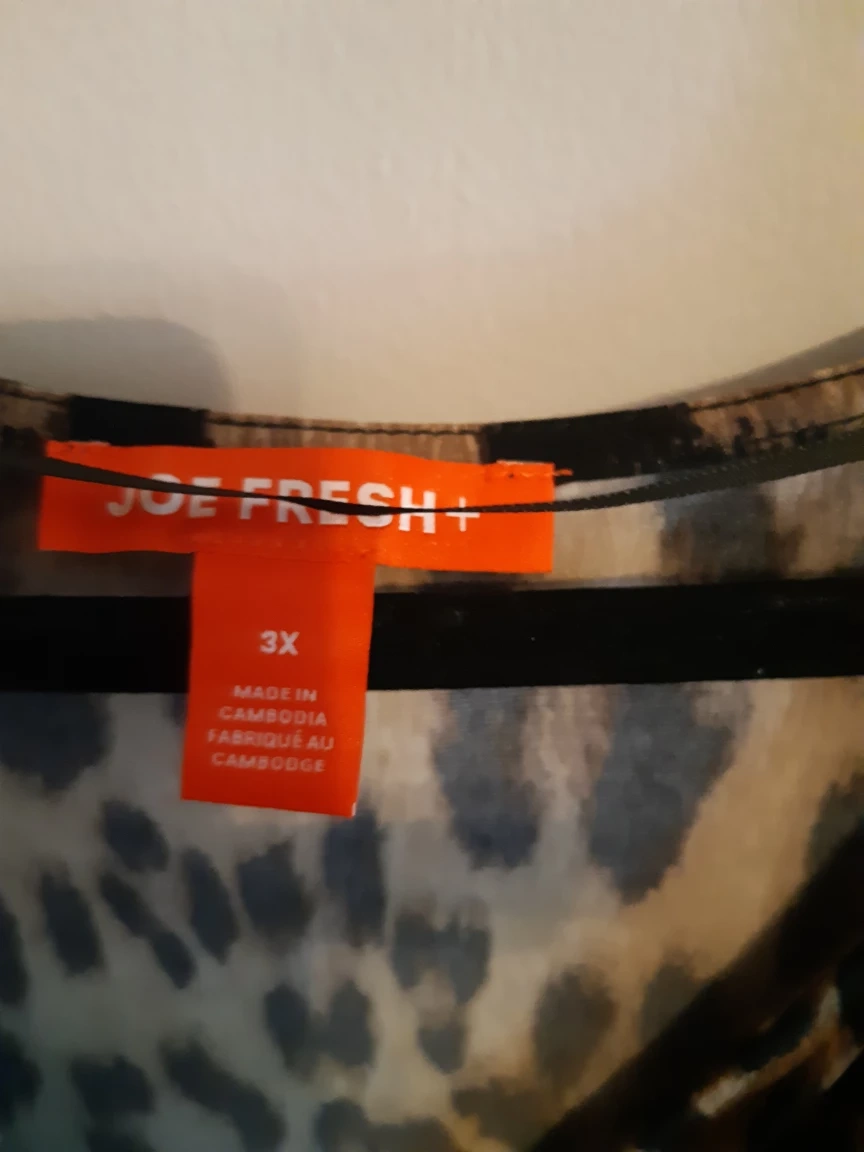 JOE FRESH+
3X
MADE IN
CAMBODIA
FABRIQUÉ AU
CAMBODGE